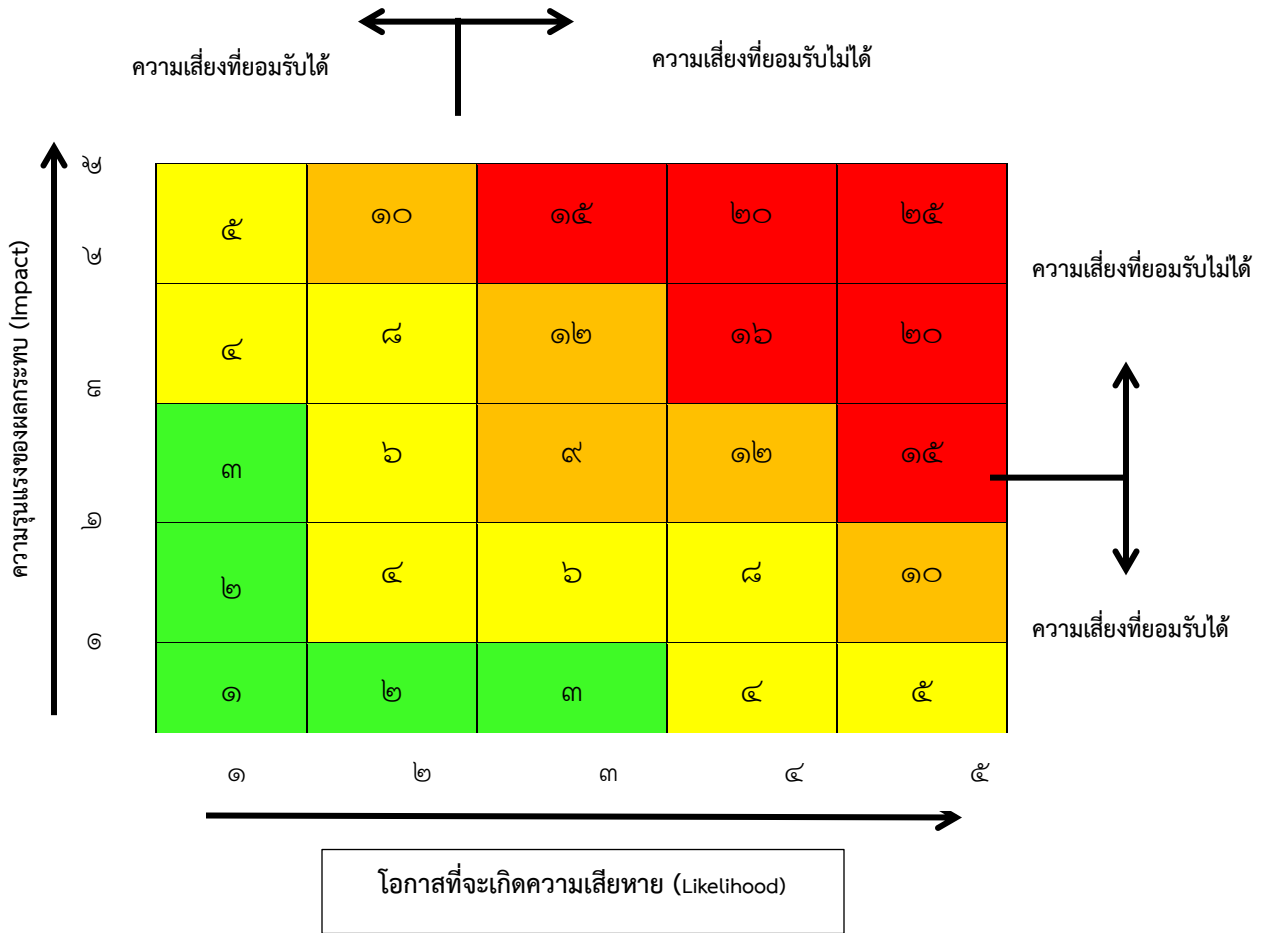 ความเสี่ยงที่ยอมรับได้
ความเสี่ยงที่ยอมรับไม่ได้
ความรุนแรงของผลกระทบ (Impact)
๕
๔
๓
๒
๑
๕ ๑๐ ๑๕ ๒๐ ๒๕
๔ ๘ ๑๒ ๑๖ ๒๐
๓ ๖ ๙ ๑๒ ๑๕
๒ ๔ ๖ ๘ ๑๐
๑ ๒ ๓ ๔ ๕
ความเสี่ยงที่ยอมรับไม่ได้
ความเสี่ยงที่ยอมรับได้
๑ ๒ ๓ ๔ ๕
โอกาสที่จะเกิดความเสียหาย (Likelihood)